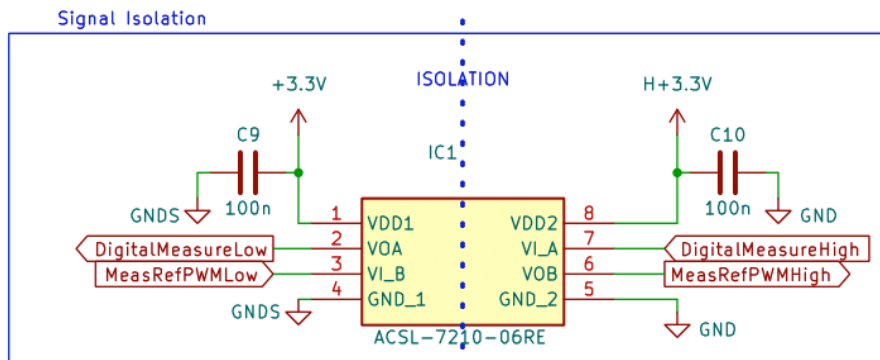 Signal Isolation
ISOLATION
+3.3V
H+3.3V
C9
IC1
C10
100n
GNDS
100n
GND
1 VDD1 VDD2 8
DigitalMeasureLow 2 VOA VI_A 7 DigitalMeasureHigh
MeasRefPWMLow 3 VI_B VOB 6 MeasRefPWMHigh
4 GND_1 GND_2 5
GNDS
GND
ACSL-7210-06RE